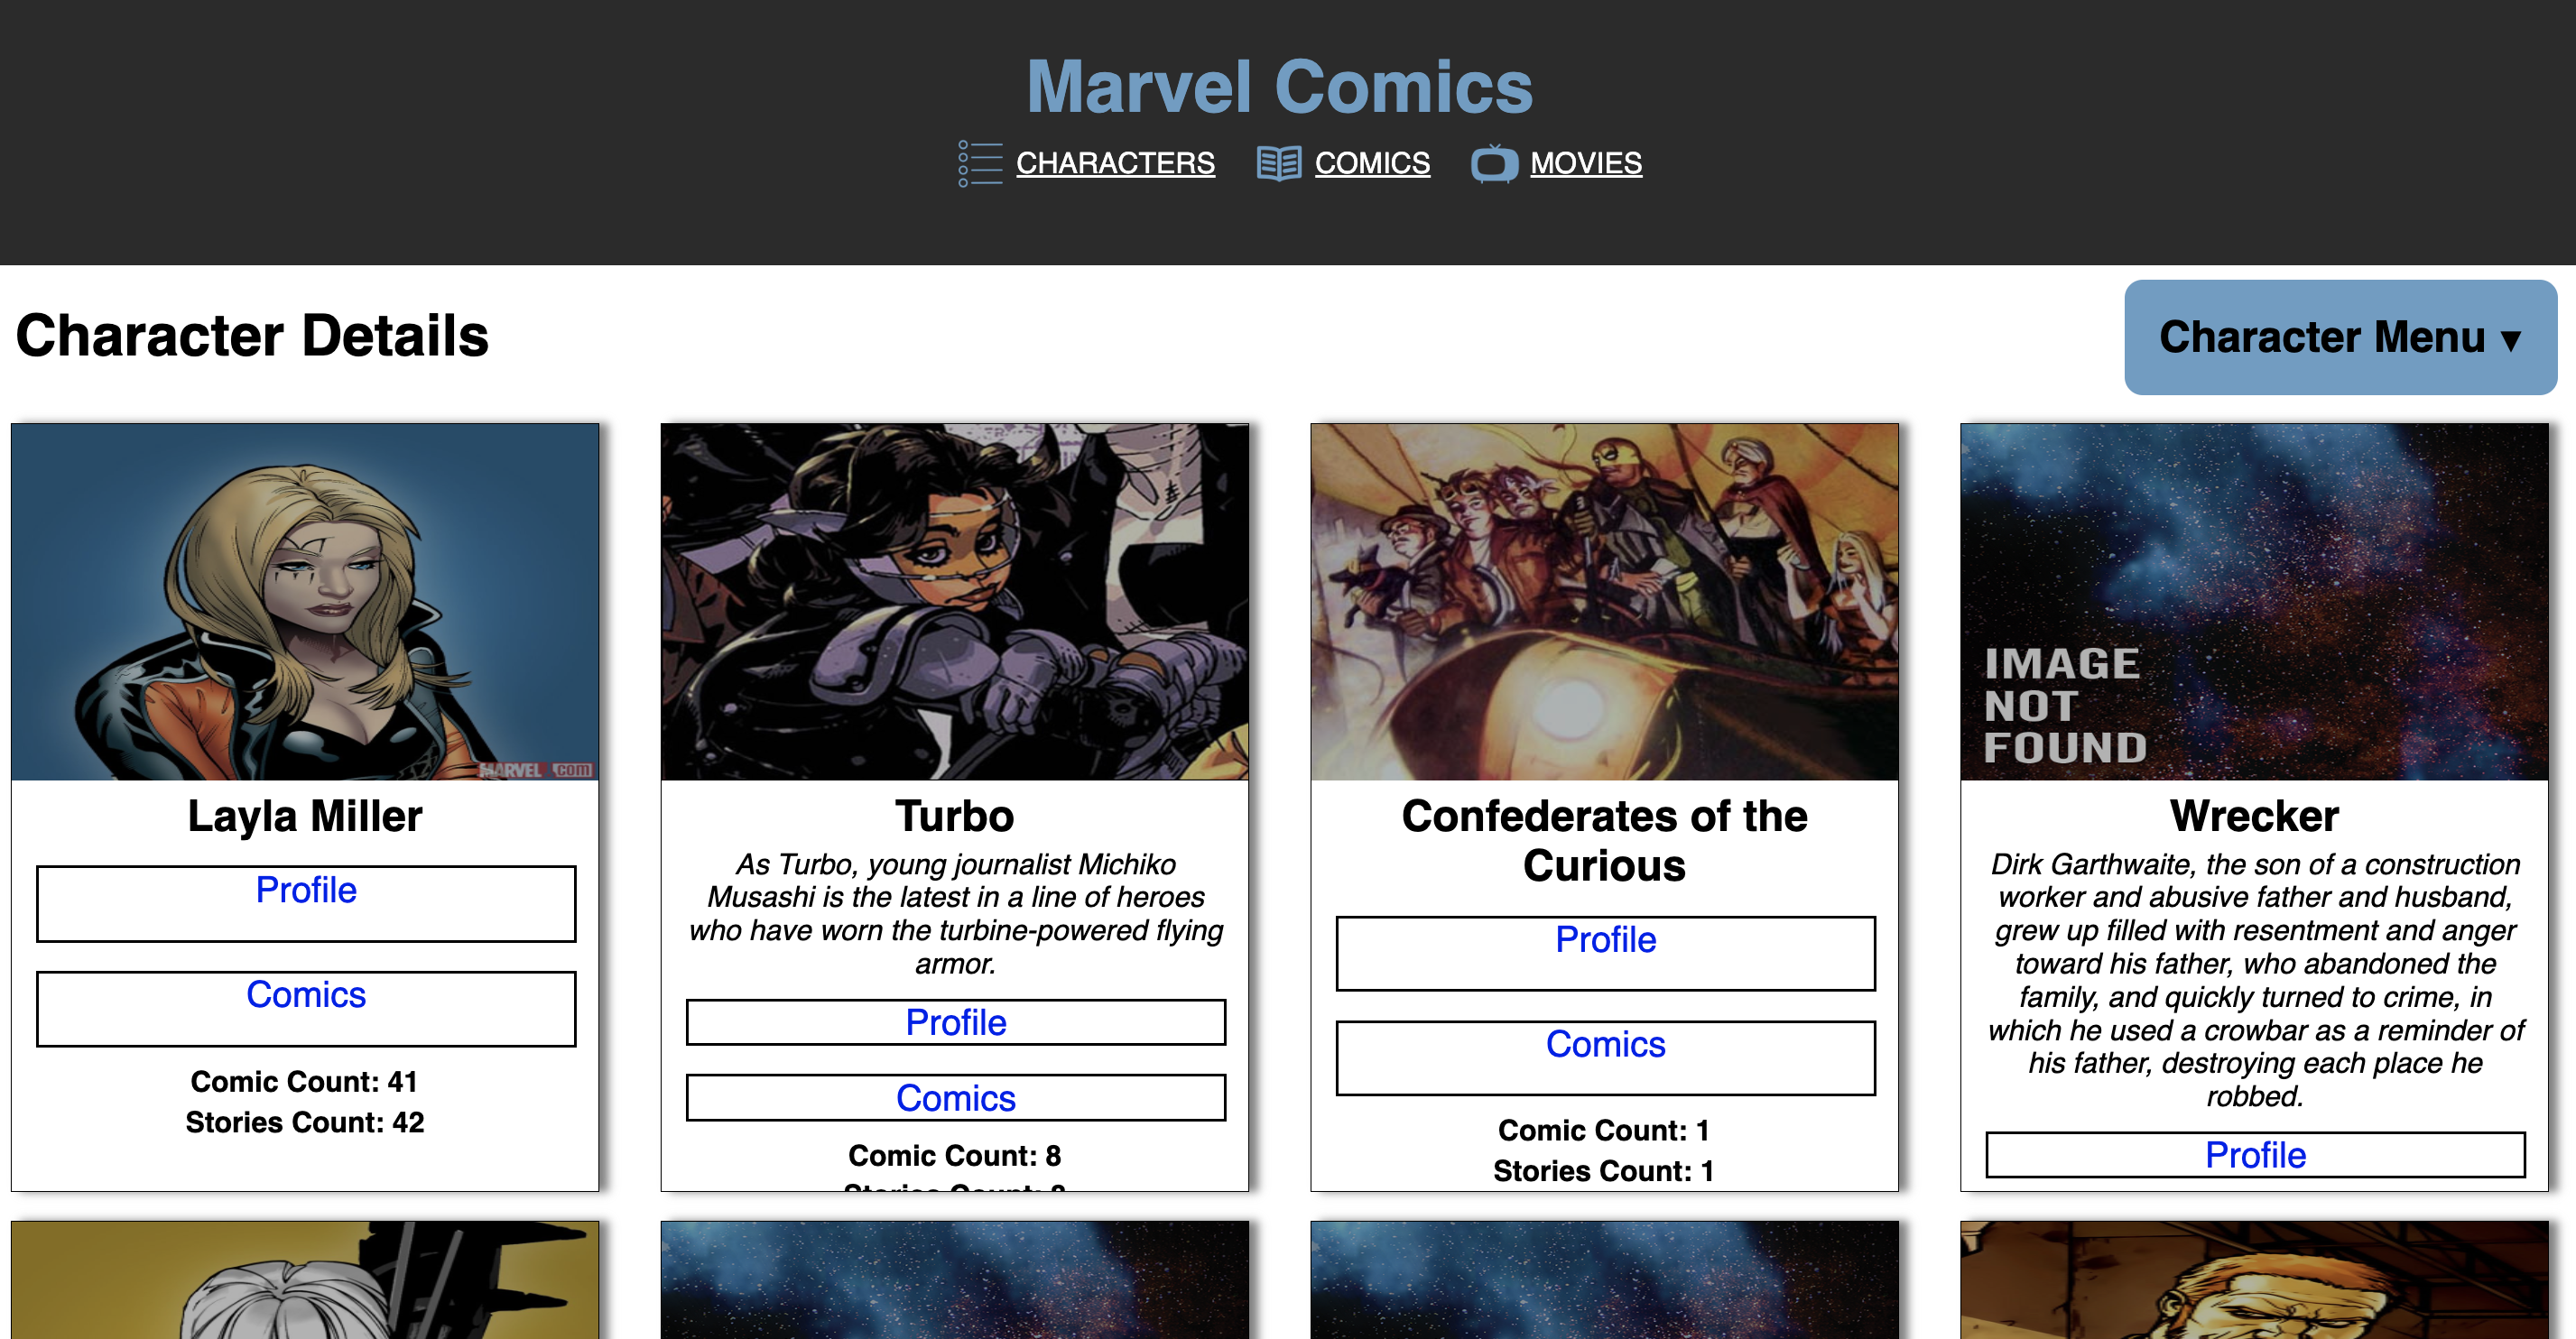 Marvel Comics
CHARACTERS COMICS MOVIES
Character Details
Character Menu ▼
MARVEL.com
Layla Miller
Profile
Comics
Comic Count: 41
Stories Count: 42
Turbo
As Turbo, young journalist Michiko
Musashi is the latest in a line of heroes
who have worn the turbine-powered flying
armor.
Profile
Comics
Comic Count: 8
Confederates of the
Curious
Profile
Comics
Comic Count: 1
Stories Count: 1
IMAGE
NOT
FOUND
Wrecker
Dirk Garthwaite, the son of a construction
worker and abusive father and husband,
grew up filled with resentment and anger
toward his father, who abandoned the
family, and quickly turned to crime, in
which he used a crowbar as a reminder of
his father, destroying each place he
robbed.
Profile